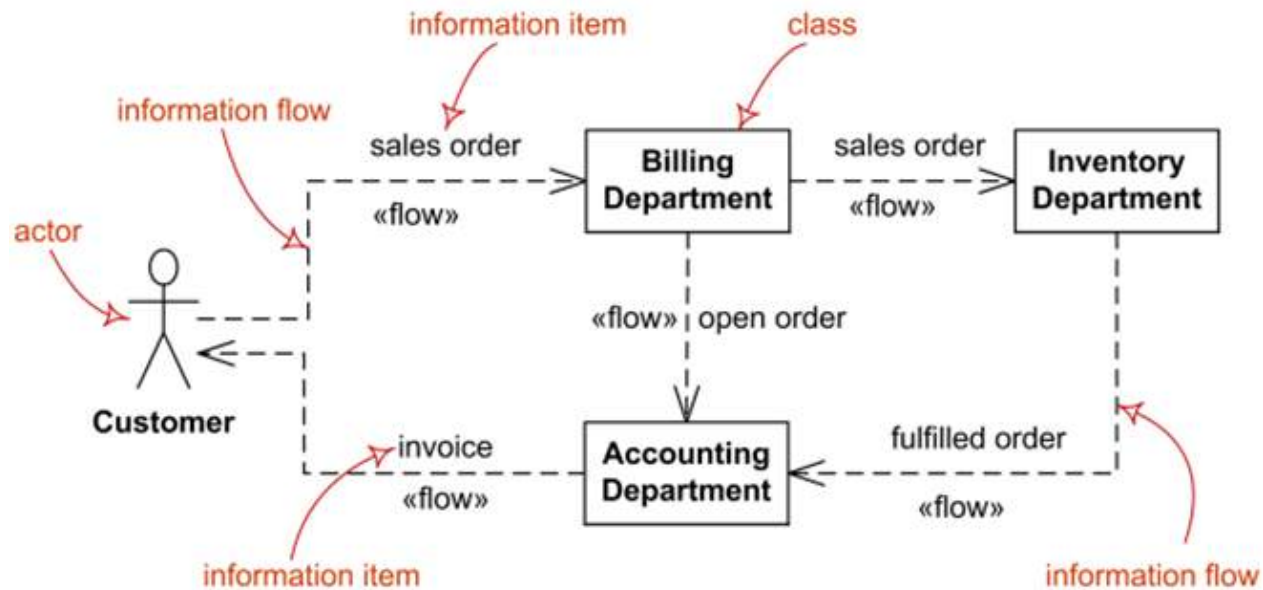 information item
class
information flow
sales order
Billing
Department
sales order
Inventory
Department
«flow»
«flow»
actor
«flow» open order
Customer
invoice
Accounting
Department
fulfilled order
«flow»
«flow»
information item
information flow